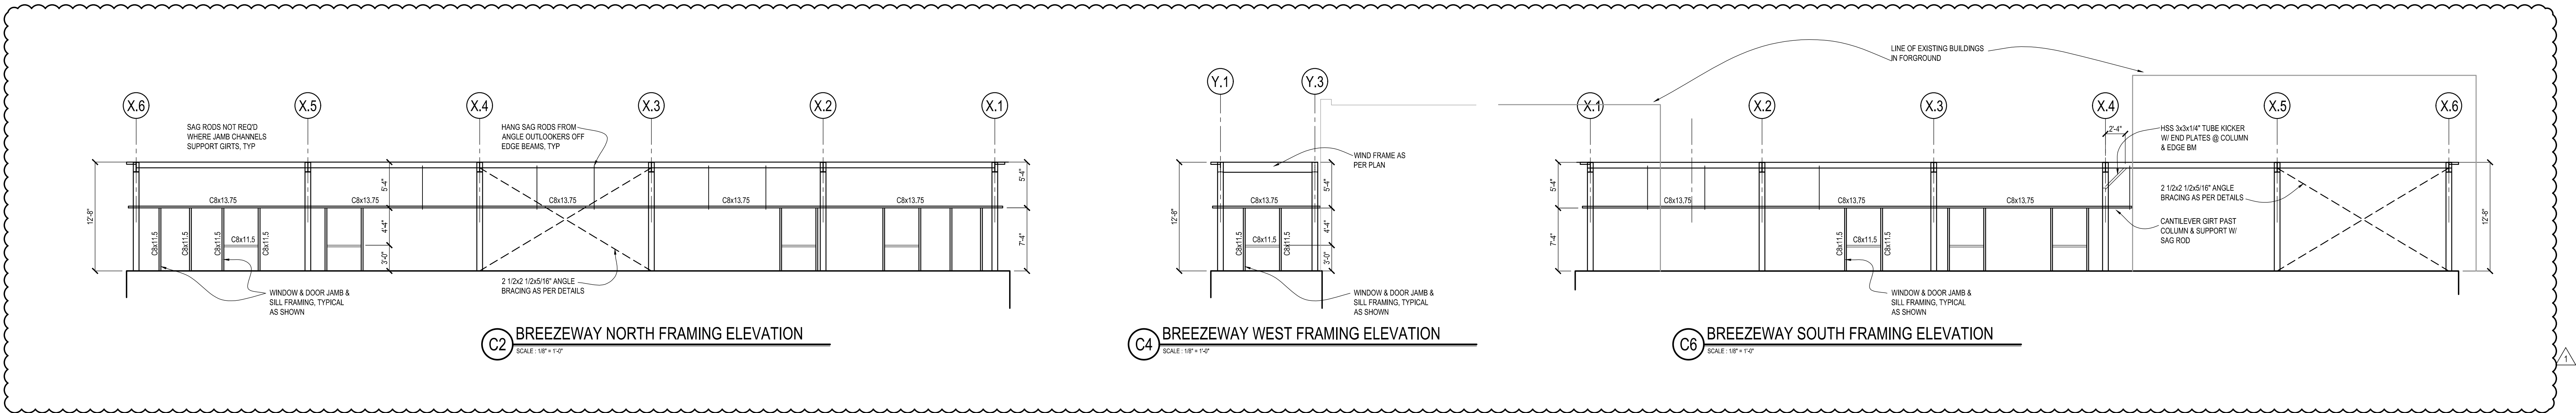 X.6
X.5
X.4
X.3
X.2
X.1
SAG RODS NOT REQ'D
WHERE JAMB CHANNELS
SUPPORT GIRTS, TYP
HANG SAG RODS FROM
ANGLE OUTLOOKERS OFF
EDGE BEAMS, TYP
12'-8"
5'-4"
4'-4"
3'-0"
5'-4"
7'-4"
C8x13.75
C8x13.75
C8x13.75
C8x13.75
C8x13.75
C8x11.5
C8x11.5
C8x11.5
C8x11.5
C8x11.5
WINDOW & DOOR JAMB &
SILL FRAMING, TYPICAL
AS SHOWN
2 1/2x2 1/2x5/16" ANGLE
BRACING AS PER DETAILS
C2
BREEZEWAY NORTH FRAMING ELEVATION
SCALE : 1/8" = 1'-0"
Y.1
Y.3
WIND FRAME AS
PER PLAN
12'-8"
5'-4"
4'-4"
3'-0"
C8x13.75
C8x11.5
C8x11.5
C8x11.5
WINDOW & DOOR JAMB &
SILL FRAMING, TYPICAL
AS SHOWN
C4
BREEZEWAY WEST FRAMING ELEVATION
SCALE : 1/8" = 1'-0"
LINE OF EXISTING BUILDINGS
IN FORGROUND
X.1
X.2
X.3
X.4
X.5
X.6
2'-4"
HSS 3x3x1/4" TUBE KICKER
W/ END PLATES @ COLUMN
& EDGE BM
2 1/2x2 1/2x5/16" ANGLE
BRACING AS PER DETAILS
CANTILEVER GIRT PAST
COLUMN & SUPPORT W/
SAG ROD
5'-4"
7'-4"
12'-8"
C8x13.75
C8x13.75
C8x13.75
C8x11.5
C8x11.5
C8x11.5
WINDOW & DOOR JAMB &
SILL FRAMING, TYPICAL
AS SHOWN
C6
BREEZEWAY SOUTH FRAMING ELEVATION
SCALE : 1/8" = 1'-0"
1